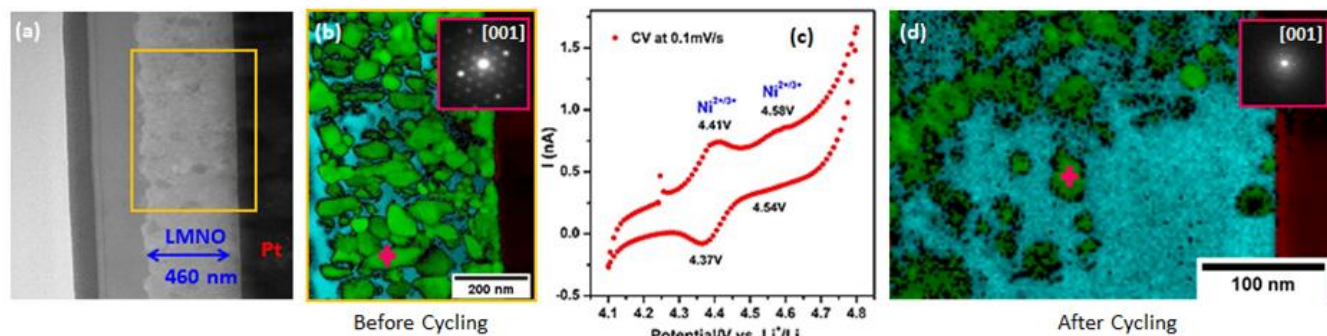 (a)
LMNO
460 nm
Pt
(b)
[001]
200 nm
Before Cycling
(c)
CV at 0.1mV/s
Ni²⁺/³⁺
4.41V
Ni²⁺/³⁺
4.58V
4.54V
4.37V
I (nA)
1.5
1.0
0.5
0.0
-0.5
4.1 4.2 4.3 4.4 4.5 4.6 4.7 4.8
Potential/V vs. Li⁺/Li
(d)
[001]
100 nm
After Cycling